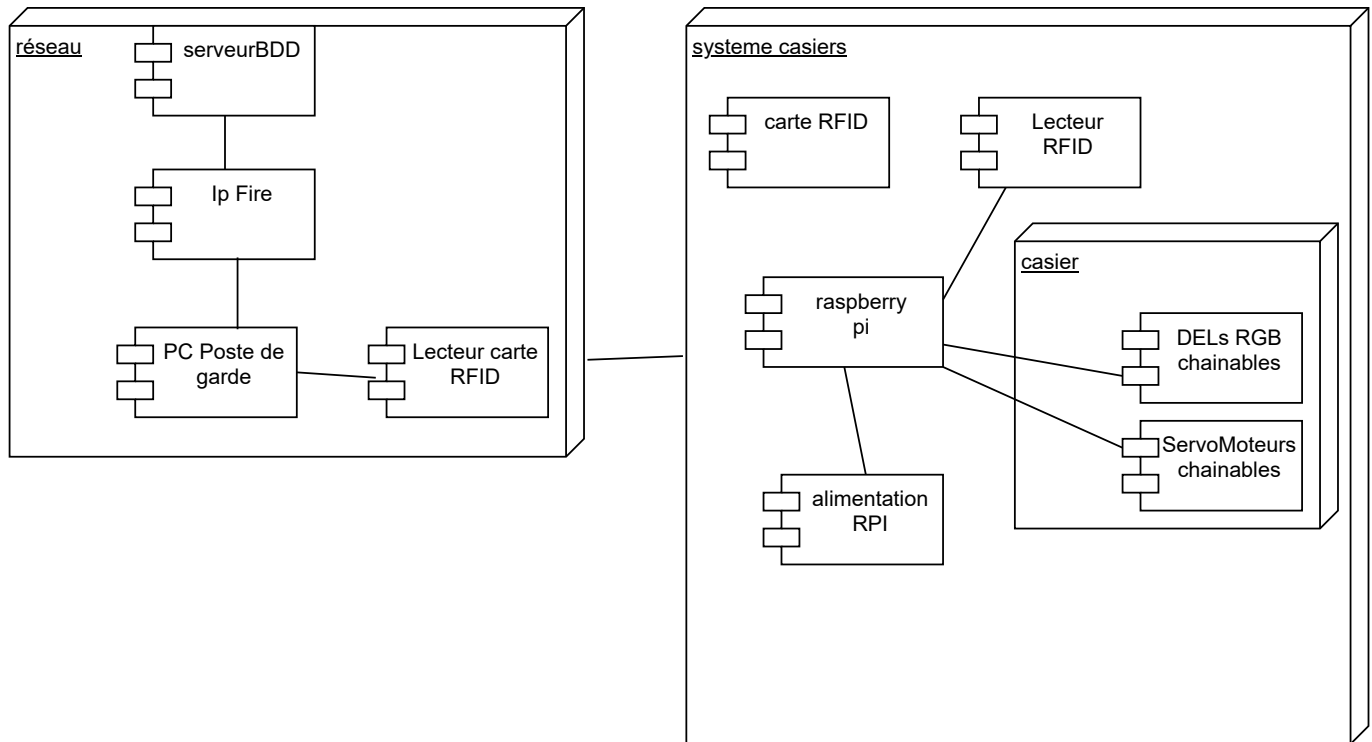 réseau
serveurBDD
Ip Fire
PC Poste de
garde
Lecteur carte
RFID
systeme casiers
carte RFID
Lecteur
RFID
casier
raspberry
pi
DELs RGB
chainables
ServoMoteurs
chainables
alimentation
RPI